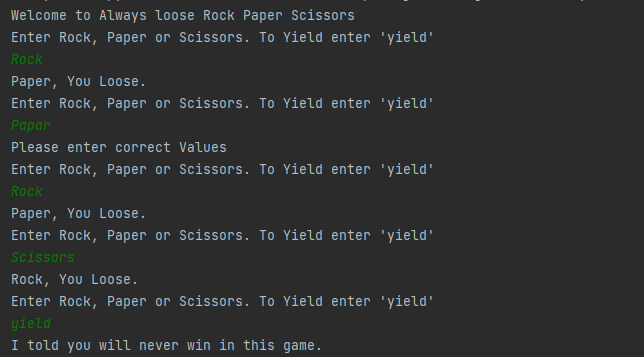 Welcome to Always loose Rock Paper Scissors
Enter Rock, Paper or Scissors. To Yield enter 'yield'
Rock
Paper, You Loose.
Enter Rock, Paper or Scissors. To Yield enter 'yield'
Papar
Please enter correct Values
Enter Rock, Paper or Scissors. To Yield enter 'yield'
Rock
Paper, You Loose.
Enter Rock, Paper or Scissors. To Yield enter 'yield'
Scissors
Rock, You Loose.
Enter Rock, Paper or Scissors. To Yield enter 'yield'
yield
I told you will never win in this game.